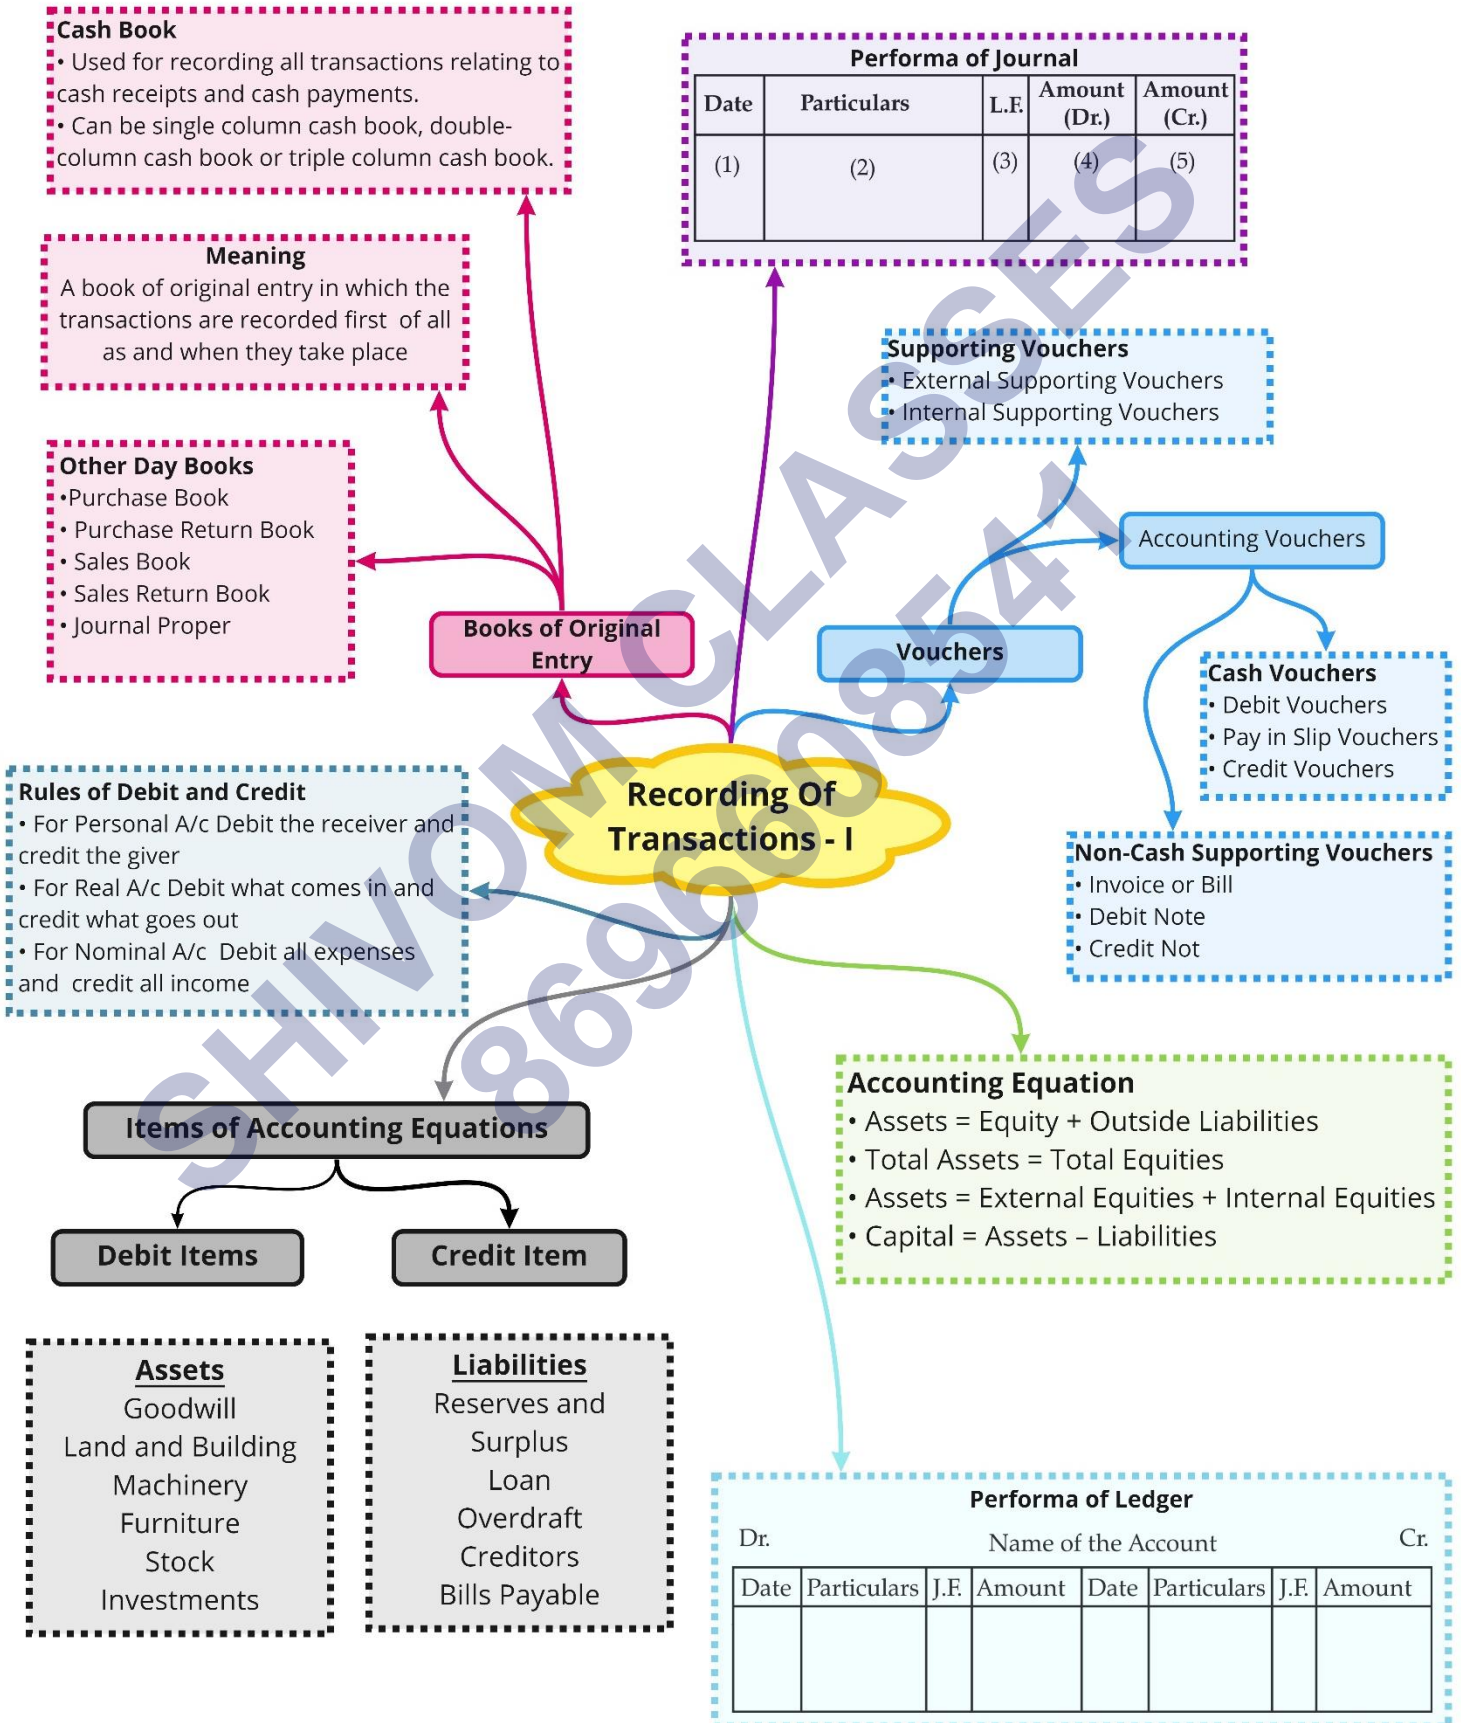 Cash Book
• Used for recording all transactions relating to
cash receipts and cash payments.
• Can be single column cash book, double-
column cash book or triple column cash book.
Performa of Journal
Date Particulars L.F. Amount (Dr.) Amount (Cr.)
(1) (2) (3) (4) (5)
Meaning
A book of original entry in which the
transactions are recorded first of all
as and when they take place
Supporting Vouchers
• External Supporting Vouchers
• Internal Supporting Vouchers
Other Day Books
•Purchase Book
• Purchase Return Book
• Sales Book
• Sales Return Book
• Journal Proper
Accounting Vouchers
Books of Original
Entry
Vouchers
Cash Vouchers
• Debit Vouchers
• Pay in Slip Vouchers
• Credit Vouchers
Recording Of
Transactions - I
Rules of Debit and Credit
• For Personal A/c Debit the receiver and
credit the giver
• For Real A/c Debit what comes in and
credit what goes out
• For Nominal A/c Debit all expenses
and credit all income
Non-Cash Supporting Vouchers
• Invoice or Bill
• Debit Note
• Credit Not
Items of Accounting Equations
Debit Items
Credit Item
Accounting Equation
• Assets = Equity + Outside Liabilities
• Total Assets = Total Equities
• Assets = External Equities + Internal Equities
• Capital = Assets – Liabilities
Assets
Goodwill
Land and Building
Machinery
Furniture
Stock
Investments
Liabilities
Reserves and
Surplus
Loan
Overdraft
Creditors
Bills Payable
Performa of Ledger
Dr. Name of the Account Cr.
Date Particulars J.F. Amount Date Particulars J.F. Amount
SHIVOM CLASSES
8696608541